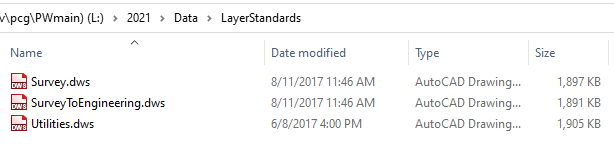 v\pcg\PWmain) (L:) > 2021 > Data > LayerStandards
Name Date modified Type Size
Survey.dws 8/11/2017 11:46 AM AutoCAD Drawing... 1,897 KB
SurveyToEngineering.dws 8/11/2017 11:46 AM AutoCAD Drawing... 1,891 KB
Utilities.dws 6/8/2017 4:00 PM AutoCAD Drawing... 1,905 KB